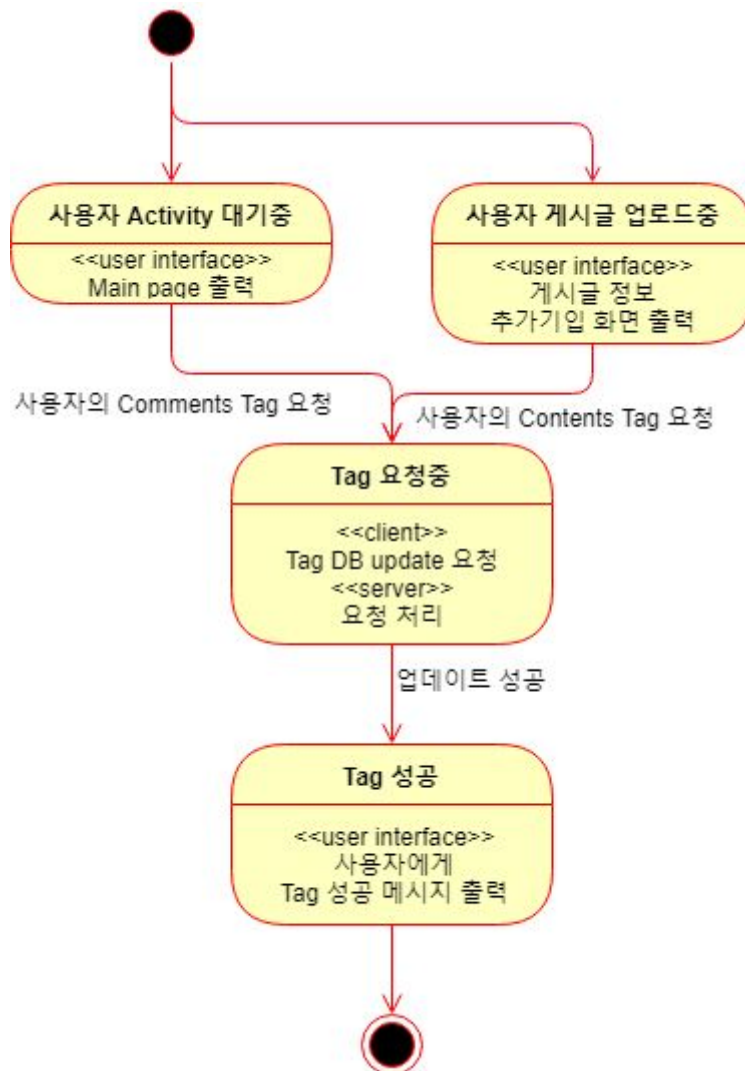 사용자 Activity 대기중
<<user interface>>
Main page 출력
사용자 게시글 업로드중
<<user interface>>
게시글 정보
추가기입 화면 출력
사용자의 Comments Tag 요청
사용자의 Contents Tag 요청
Tag 요청중
<<client>>
Tag DB update 요청
<<server>>
요청 처리
업데이트 성공
Tag 성공
<<user interface>>
사용자에게
Tag 성공 메시지 출력